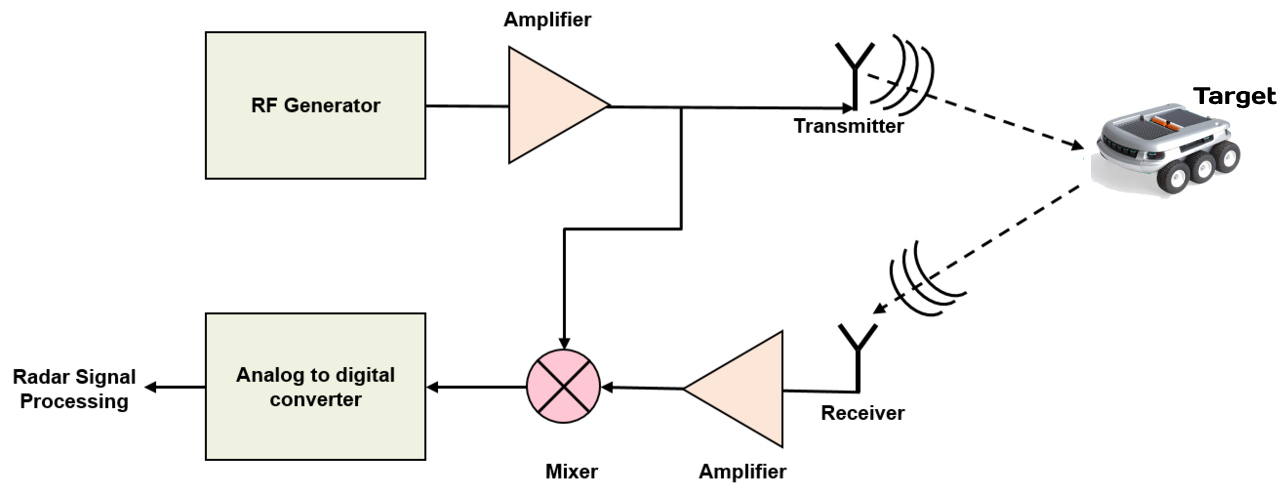 Amplifier
RF Generator
Transmitter
Target
Radar Signal
Processing
Analog to digital
converter
Receiver
Mixer
Amplifier